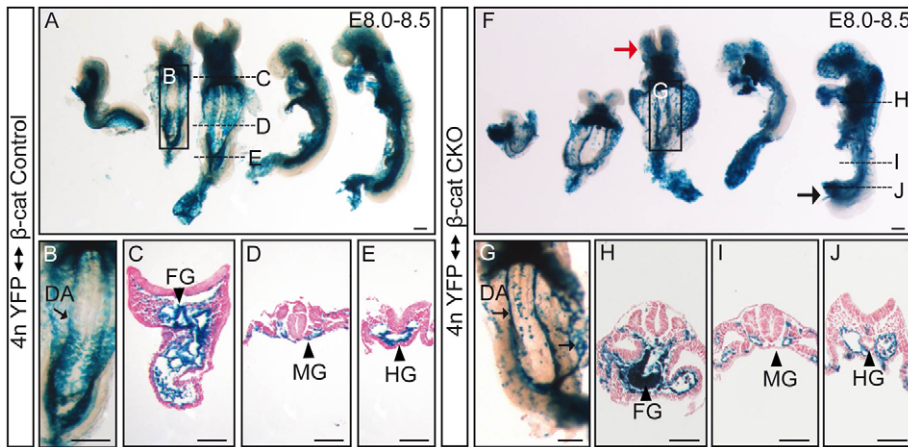 4n YFP ↔ β-cat Control
A
E8.0-8.5
B
C
D
E
B
DA
C
FG
D
MG
E
HG
4n YFP ↔ β-cat CKO
F
E8.0-8.5
G
H
I
J
G
DA
H
FG
I
MG
J
HG